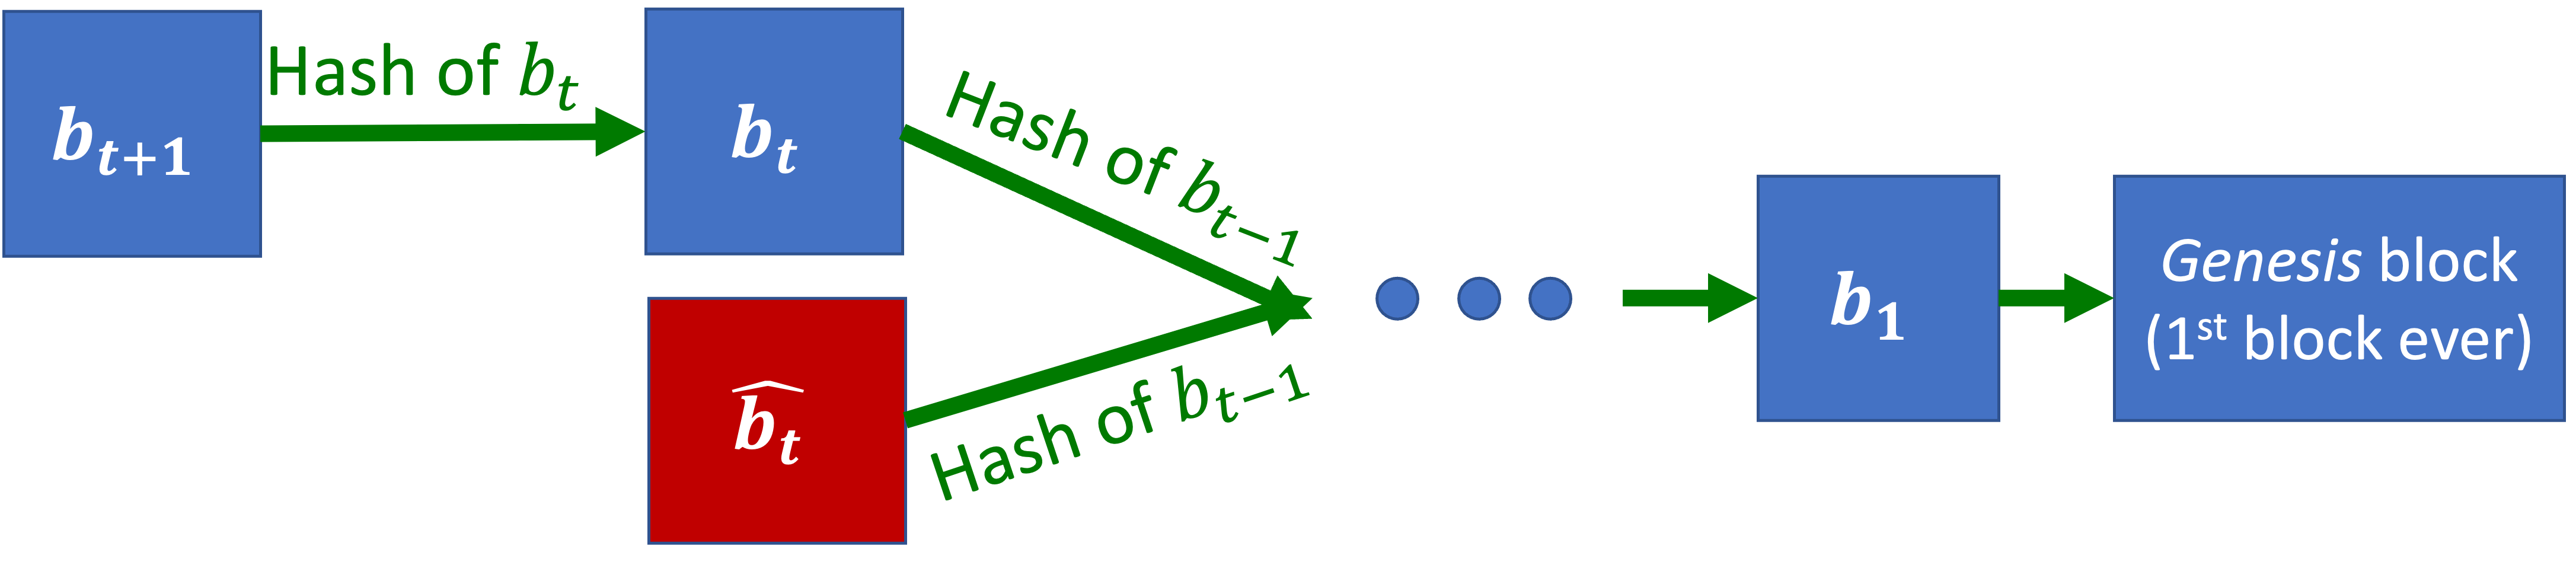 b_{t+1}
Hash of b_t
b_t
Hash of b_{t-1}
\widehat{b_t}
Hash of b_{t-1}
b_1
Genesis block
(1^{st} block ever)